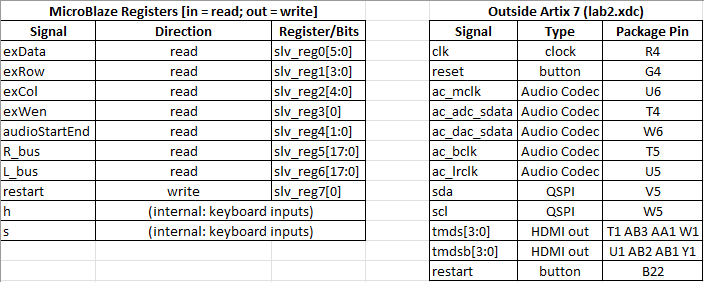 MicroBlaze Registers [in = read; out = write]
Signal Direction Register/Bits
exData read slv_reg0[5:0]
exRow read slv_reg1[3:0]
exCol read slv_reg2[4:0]
exWen read slv_reg3[0]
audioStartEnd read slv_reg4[1:0]
R_bus read slv_reg5[17:0]
L_bus read slv_reg6[17:0]
restart write slv_reg7[0]
h (internal: keyboard inputs)
s (internal: keyboard inputs)
Outside Artix 7 (lab2.xdc)
Signal Type Package Pin
clk clock R4
reset button G4
ac_mclk Audio Codec U6
ac_adc_sdata Audio Codec T4
ac_dac_sdata Audio Codec W6
ac_bclk Audio Codec T5
ac_lrclk Audio Codec U5
sda QSPI V5
scl QSPI W5
tmds[3:0] HDMI out T1 AB3 AA1 W1
tmdsb[3:0] HDMI out U1 AB2 AB1 Y1
restart button B22